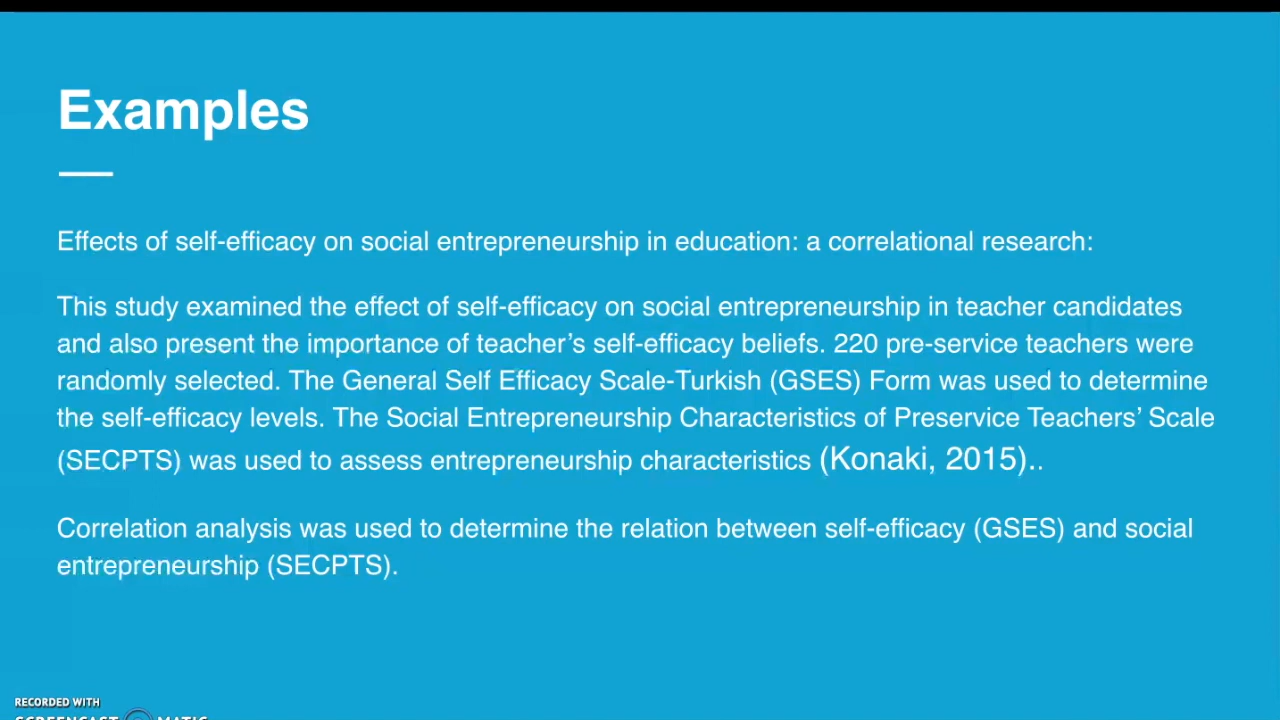 Examples
Effects of self-efficacy on social entrepreneurship in education: a correlational research:
This study examined the effect of self-efficacy on social entrepreneurship in teacher candidates
and also present the importance of teacher’s self-efficacy beliefs. 220 pre-service teachers were
randomly selected. The General Self Efficacy Scale-Turkish (GSES) Form was used to determine
the self-efficacy levels. The Social Entrepreneurship Characteristics of Preservice Teachers’ Scale
(SECPTS) was used to assess entrepreneurship characteristics (Konaki, 2015)..
Correlation analysis was used to determine the relation between self-efficacy (GSES) and social
entrepreneurship (SECPTS).
RECORDED WITH
SCREENCAST MATIC